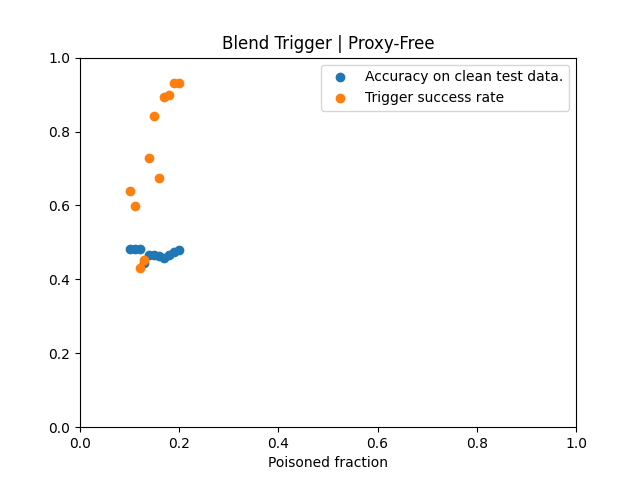 Blend Trigger | Proxy-Free
1.0
0.8
0.6
0.4
0.2
0.0
Accuracy on clean test data.
Trigger success rate
0.0 0.2 0.4 0.6 0.8 1.0
Poisoned fraction